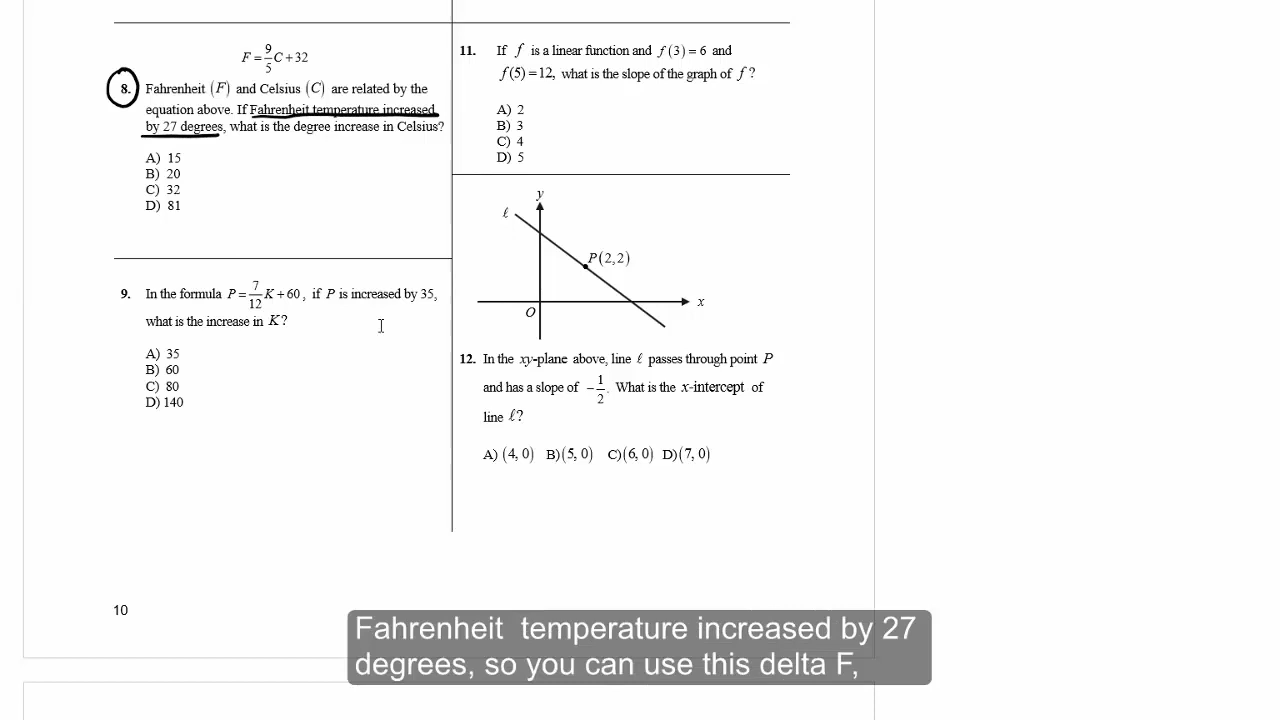 F = 9/5 C + 32
8. Fahrenheit (F) and Celsius (C) are related by the
equation above. If Fahrenheit temperature increased
by 27 degrees, what is the degree increase in Celsius?
A) 15
B) 20
C) 32
D) 81
9. In the formula P = 7/12 K + 60, if P is increased by 35,
what is the increase in K?
A) 35
B) 60
C) 80
D) 140
11. If f is a linear function and f(3) = 6 and
f(5) = 12, what is the slope of the graph of f?
A) 2
B) 3
C) 4
D) 5
y
ℓ
P(2,2)
x
O
12. In the xy-plane above, line ℓ passes through point P
and has a slope of −1/2. What is the x-intercept of
line ℓ?
A) (4, 0) B) (5, 0) C) (6, 0) D) (7, 0)
10
Fahrenheit temperature increased by 27
degrees, so you can use this delta F,